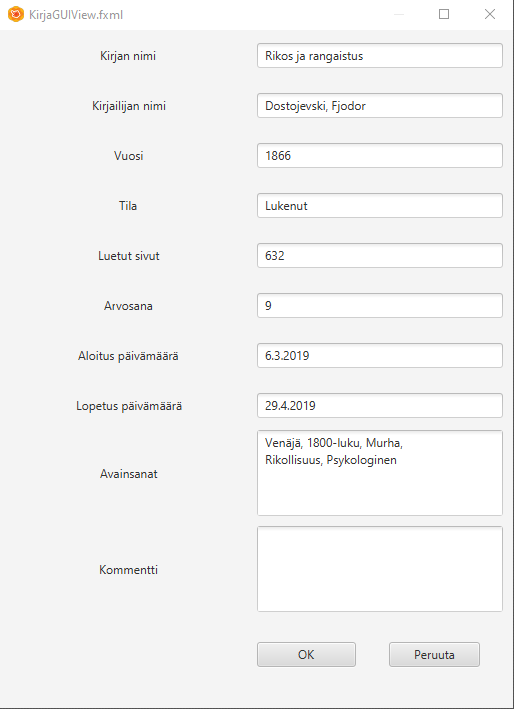 KirjaGUIView.fxml
Kirjan nimi Rikos ja rangaistus
Kirjailijan nimi Dostojevski, Fjodor
Vuosi 1866
Tila Lukenut
Luetut sivut 632
Arvosana 9
Aloitus päivämäärä 6.3.2019
Lopetus päivämäärä 29.4.2019
Avainsanat Venäjä, 1800-luku, Murha,
Rikollisuus, Psykologinen
Kommentti
OK Peruuta